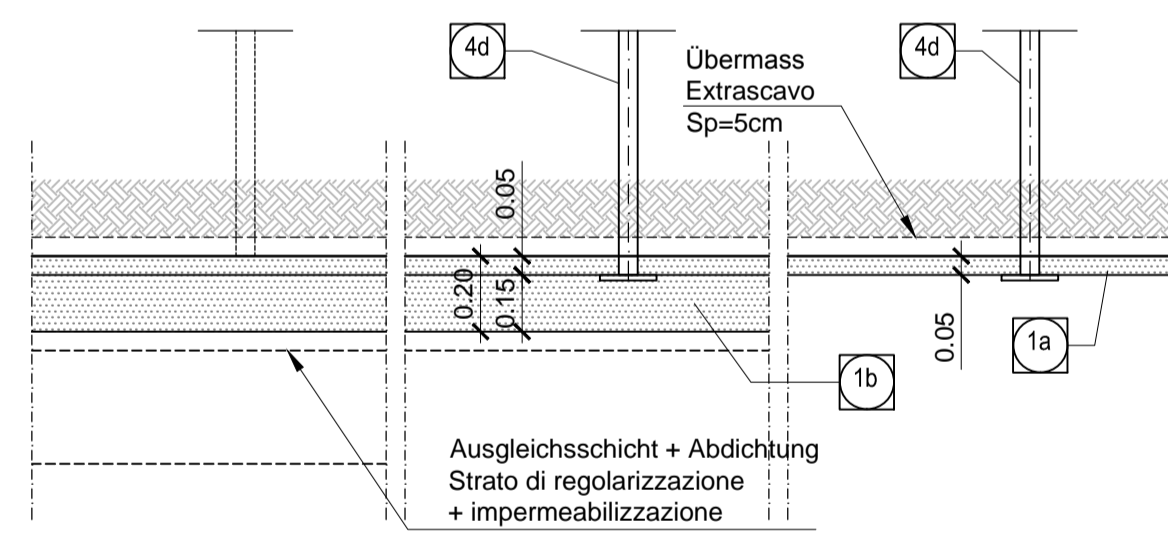 4d
4d
Übermass
Extrascavo
Sp=5cm
0.05
0.20
0.15
0.05
1a
1b
Ausgleichsschicht + Abdichtung
Strato di regolarizzazione
+ impermeabilizzazione